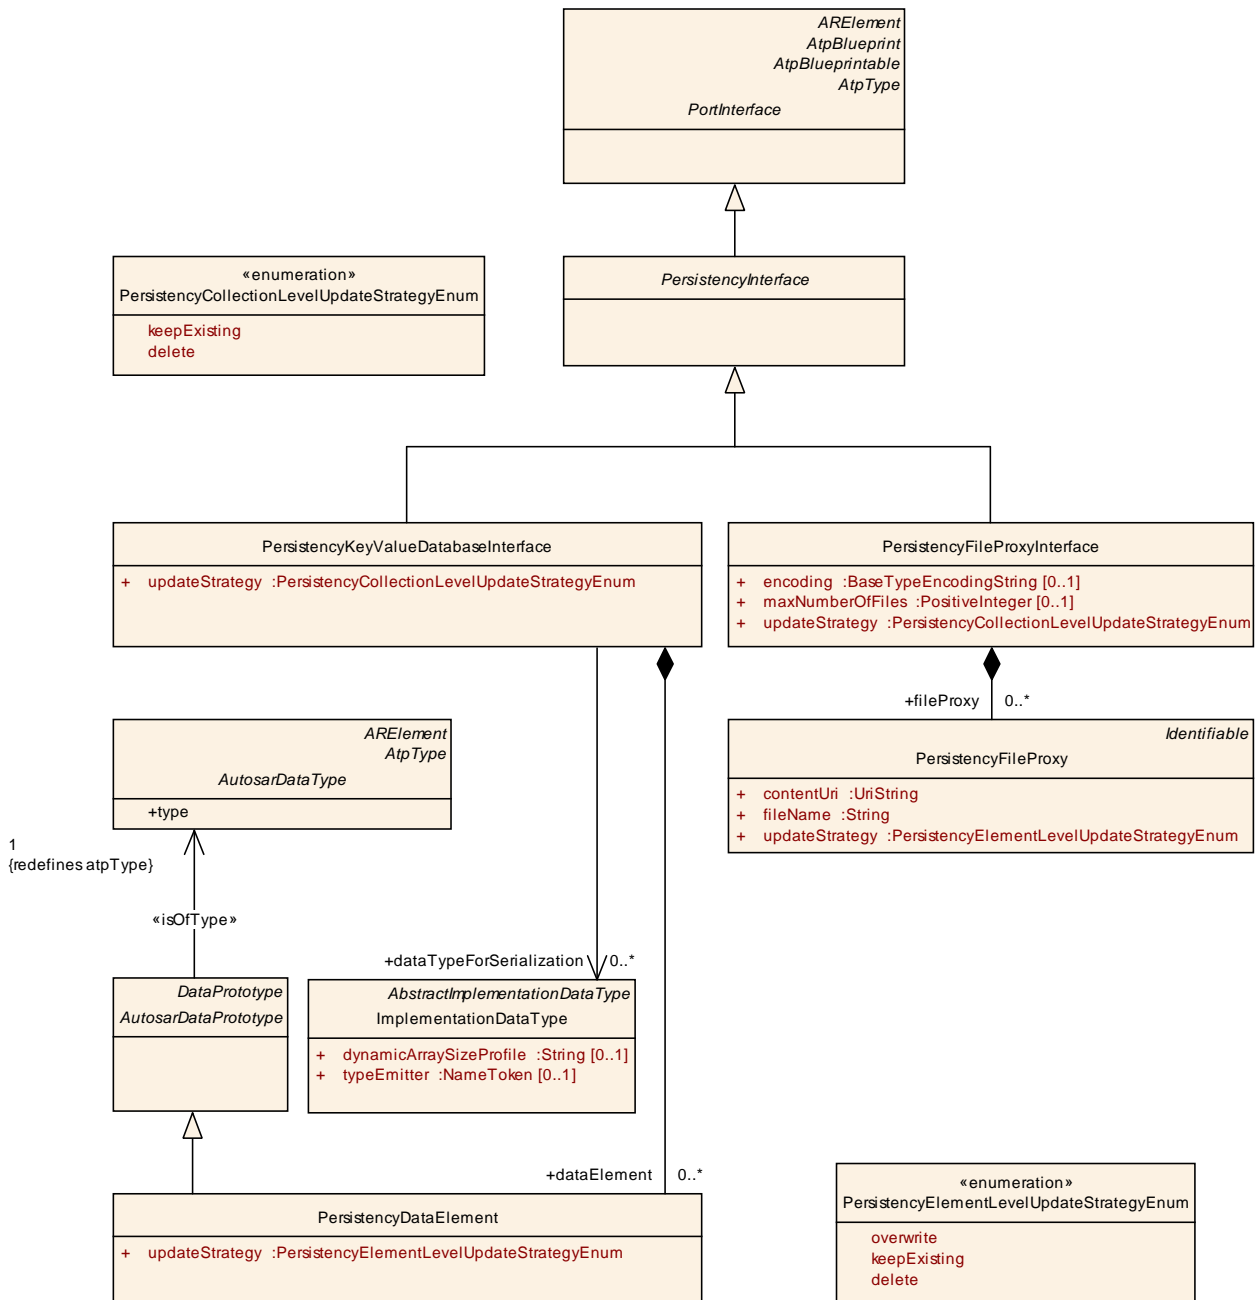 ARElement
AtpBlueprint
AtpBlueprintable
AtpType
PortInterface
«enumeration»
PersistencyCollectionLevelUpdateStrategyEnum
keepExisting
delete
PersistencyInterface
PersistencyKeyValueDatabaseInterface
+ updateStrategy :PersistencyCollectionLevelUpdateStrategyEnum
PersistencyFileProxyInterface
+ encoding :BaseTypeEncodingString [0..1]
+ maxNumberOfFiles :PositiveInteger [0..1]
+ updateStrategy :PersistencyCollectionLevelUpdateStrategyEnum
+fileProxy 0..*
Identifiable
PersistencyFileProxy
+ contentUri :UriString
+ fileName :String
+ updateStrategy :PersistencyElementLevelUpdateStrategyEnum
ARElement
AtpType
AutosarDataType
+type
1
{redefines atpType}
«isOfType»
+dataTypeForSerialization 0..*
DataPrototype
AutosarDataPrototype
AbstractImplementationDataType
ImplementationDataType
+ dynamicArraySizeProfile :String [0..1]
+ typeEmitter :NameToken [0..1]
+dataElement 0..*
PersistencyDataElement
+ updateStrategy :PersistencyElementLevelUpdateStrategyEnum
«enumeration»
PersistencyElementLevelUpdateStrategyEnum
overwrite
keepExisting
delete